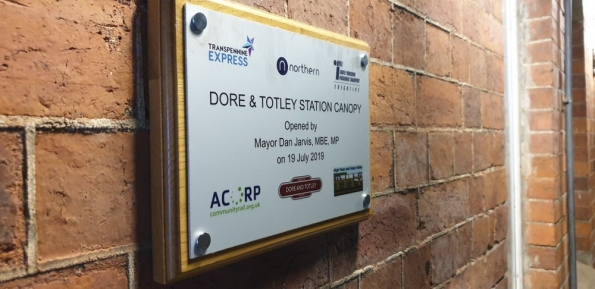 TRANSPENNINE
EXPRESS
northern
EXECUTIVE
DORE & TOTLEY STATION CANOPY
Opened by
Mayor Dan Jarvis, MBE, MP
on 19 July 2019
ACORP
communityrail.org.uk
DORE AND TOTLEY